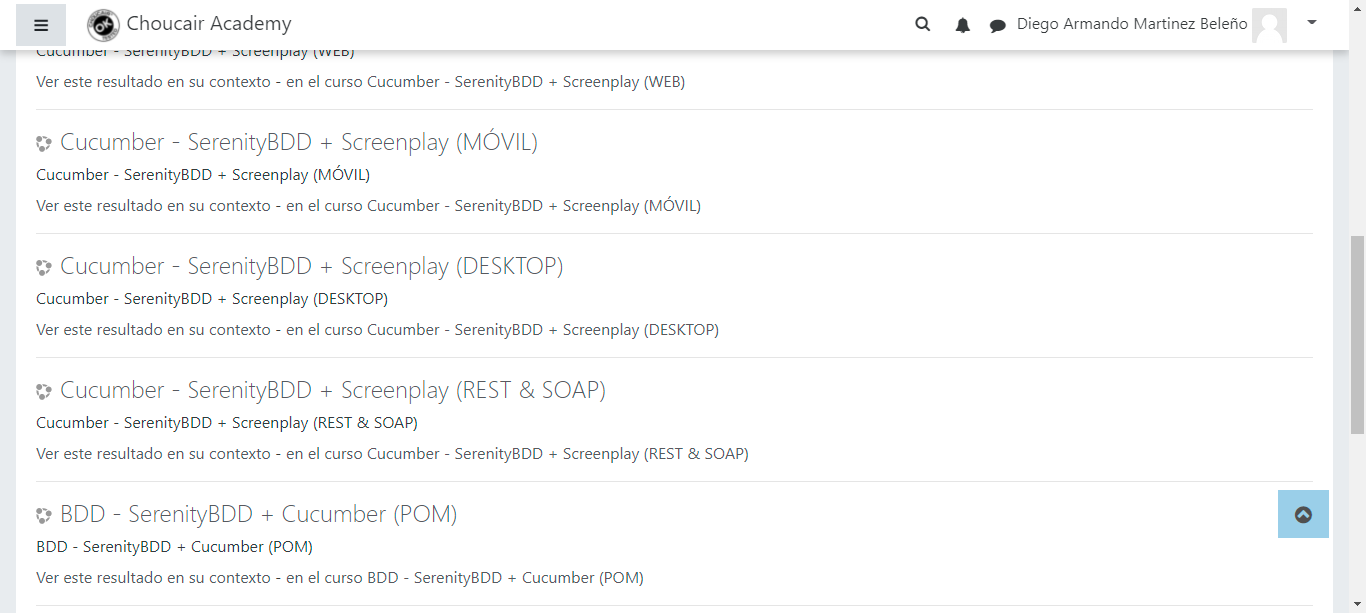 Choucair Academy
Diego Armando Martinez Beleño
Cucumber - SerenityBDD + Screenplay (WEB)
Ver este resultado en su contexto - en el curso Cucumber - SerenityBDD + Screenplay (WEB)
Cucumber - SerenityBDD + Screenplay (MÓVIL)
Cucumber - SerenityBDD + Screenplay (MÓVIL)
Ver este resultado en su contexto - en el curso Cucumber - SerenityBDD + Screenplay (MÓVIL)
Cucumber - SerenityBDD + Screenplay (DESKTOP)
Cucumber - SerenityBDD + Screenplay (DESKTOP)
Ver este resultado en su contexto - en el curso Cucumber - SerenityBDD + Screenplay (DESKTOP)
Cucumber - SerenityBDD + Screenplay (REST & SOAP)
Cucumber - SerenityBDD + Screenplay (REST & SOAP)
Ver este resultado en su contexto - en el curso Cucumber - SerenityBDD + Screenplay (REST & SOAP)
BDD - SerenityBDD + Cucumber (POM)
BDD - SerenityBDD + Cucumber (POM)
Ver este resultado en su contexto - en el curso BDD - SerenityBDD + Cucumber (POM)